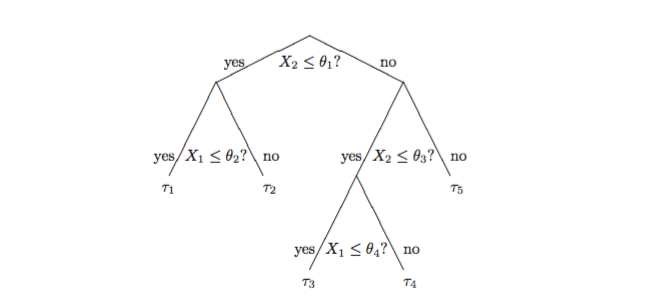 yes X₂ ≤ θ₁? no
yes X₁ ≤ θ₂? no yes X₂ ≤ θ₃? no
τ₁ τ₂ τ₅
yes X₁ ≤ θ₄? no
τ₃ τ₄